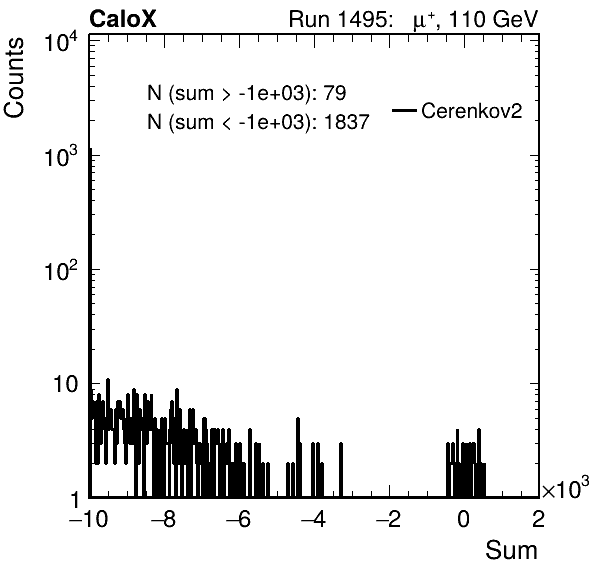 CaloX Run 1495: μ⁺, 110 GeV
Counts
N (sum > -1e+03): 79
N (sum < -1e+03): 1837
Cerenkov2
10⁴
10³
10²
10
1
−10 −8 −6 −4 −2 0 2
×10³
Sum